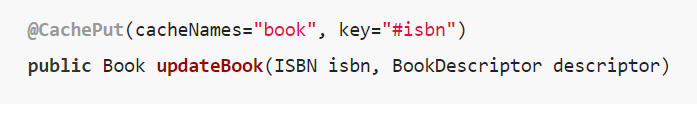 @CachePut(cacheNames="book", key="#isbn")
public Book updateBook(ISBN isbn, BookDescriptor descriptor)